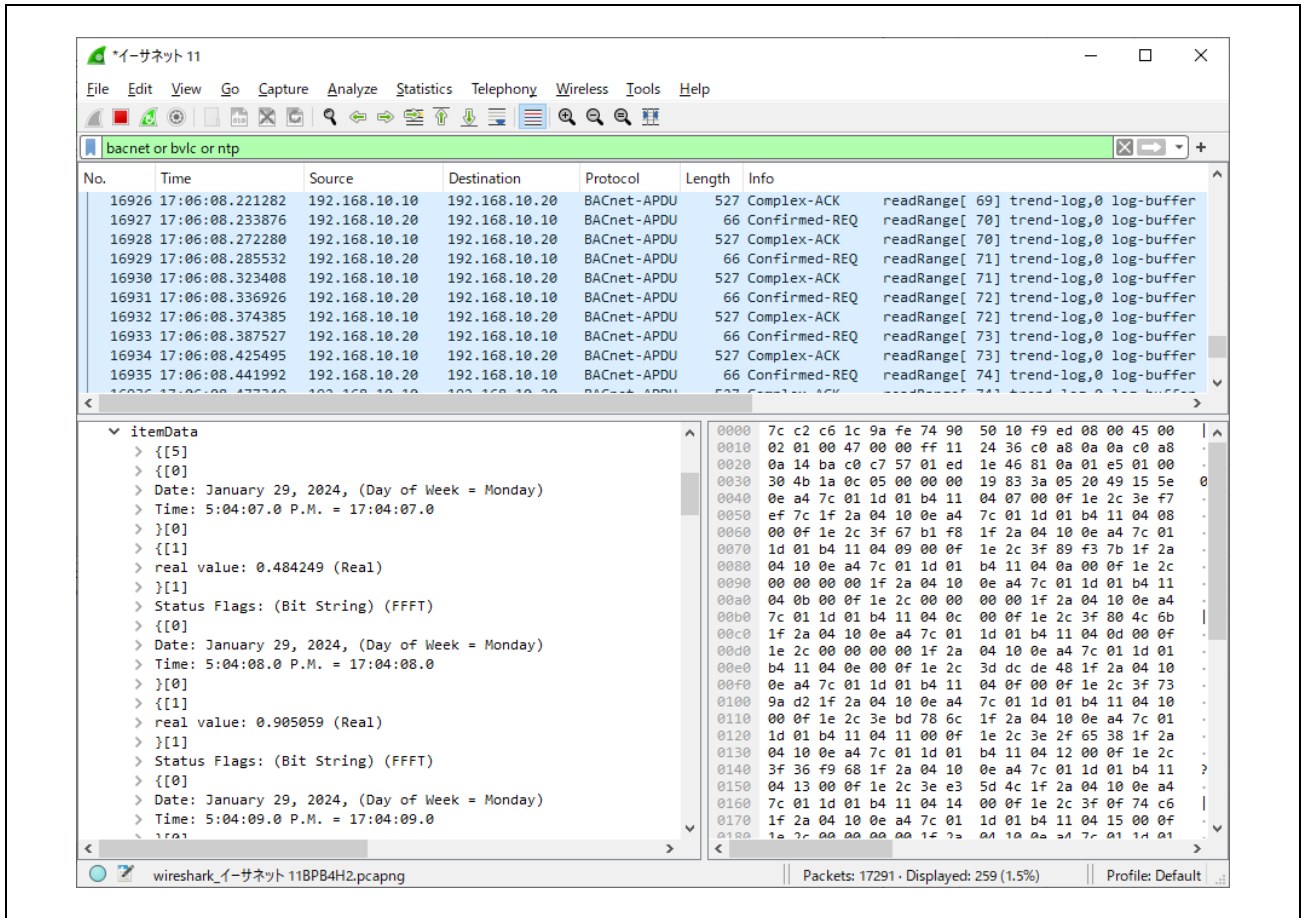 *イーサネット 11
File Edit View Go Capture Analyze Statistics Telephony Wireless Tools Help
bacnet or bvlc or ntp
No. Time Source Destination Protocol Length Info
16926 17:06:08.221282 192.168.10.10 192.168.10.20 BACnet-APDU 527 Complex-ACK readRange[ 69] trend-log,0 log-buffer
16927 17:06:08.233876 192.168.10.20 192.168.10.10 BACnet-APDU 66 Confirmed-REQ readRange[ 70] trend-log,0 log-buffer
16928 17:06:08.272280 192.168.10.10 192.168.10.20 BACnet-APDU 527 Complex-ACK readRange[ 70] trend-log,0 log-buffer
16929 17:06:08.285532 192.168.10.20 192.168.10.10 BACnet-APDU 66 Confirmed-REQ readRange[ 71] trend-log,0 log-buffer
16930 17:06:08.323408 192.168.10.10 192.168.10.20 BACnet-APDU 527 Complex-ACK readRange[ 71] trend-log,0 log-buffer
16931 17:06:08.336926 192.168.10.20 192.168.10.10 BACnet-APDU 66 Confirmed-REQ readRange[ 72] trend-log,0 log-buffer
16932 17:06:08.374385 192.168.10.10 192.168.10.20 BACnet-APDU 527 Complex-ACK readRange[ 72] trend-log,0 log-buffer
16933 17:06:08.387527 192.168.10.20 192.168.10.10 BACnet-APDU 66 Confirmed-REQ readRange[ 73] trend-log,0 log-buffer
16934 17:06:08.425495 192.168.10.10 192.168.10.20 BACnet-APDU 527 Complex-ACK readRange[ 73] trend-log,0 log-buffer
16935 17:06:08.441992 192.168.10.20 192.168.10.10 BACnet-APDU 66 Confirmed-REQ readRange[ 74] trend-log,0 log-buffer
itemData
{[5]
{[0]
Date: January 29, 2024, (Day of Week = Monday)
Time: 5:04:07.0 P.M. = 17:04:07.0
}[0]
{[1]
real value: 0.484249 (Real)
}[1]
Status Flags: (Bit String) (FFFT)
{[0]
Date: January 29, 2024, (Day of Week = Monday)
Time: 5:04:08.0 P.M. = 17:04:08.0
}[0]
{[1]
real value: 0.905059 (Real)
}[1]
Status Flags: (Bit String) (FFFT)
{[0]
Date: January 29, 2024, (Day of Week = Monday)
Time: 5:04:09.0 P.M. = 17:04:09.0
0000 7c c2 c6 1c 9a fe 74 90 50 10 f9 ed 08 00 45 00 |
0010 02 01 00 47 00 00 ff 11 24 36 c0 a8 0a 0a c0 a8 ·
0020 0a 14 ba c0 c7 57 01 ed 1e 46 81 0a 01 e5 01 00 ·
0030 30 4b 1a 0c 05 00 00 00 19 83 3a 05 20 49 15 5e 0
0040 0e a4 7c 01 1d 01 b4 11 04 07 00 0f 1e 2c 3e f7 ·
0050 ef 7c 1f 2a 04 10 0e a4 7c 01 1d 01 b4 11 04 08 ·
0060 00 0f 1e 2c 3f 67 b1 f8 1f 2a 04 10 0e a4 7c 01 ·
0070 1d 01 b4 11 04 09 00 0f 1e 2c 3f 89 f3 7b 1f 2a ·
0080 04 10 0e a4 7c 01 1d 01 b4 11 04 0a 00 0f 1e 2c ·
0090 00 00 00 00 1f 2a 04 10 0e a4 7c 01 1d 01 b4 11 ·
00a0 04 0b 00 0f 1e 2c 00 00 00 00 1f 2a 04 10 0e a4 ·
00b0 7c 01 1d 01 b4 11 04 0c 00 0f 1e 2c 3f 80 4c 6b |
00c0 1f 2a 04 10 0e a4 7c 01 1d 01 b4 11 04 0d 00 0f ·
00d0 1e 2c 00 00 00 00 1f 2a 04 10 0e a4 7c 01 1d 01 ·
00e0 b4 11 04 0e 00 0f 1e 2c 3d dc de 48 1f 2a 04 10 ·
00f0 0e a4 7c 01 1d 01 b4 11 04 0f 00 0f 1e 2c 3f 73 ·
0100 9a d2 1f 2a 04 10 0e a4 7c 01 1d 01 b4 11 04 10 ·
0110 00 0f 1e 2c 3e bd 78 6c 1f 2a 04 10 0e a4 7c 01 ·
0120 1d 01 b4 11 04 11 00 0f 1e 2c 3e 2f 65 38 1f 2a ·
0130 04 10 0e a4 7c 01 1d 01 b4 11 04 12 00 0f 1e 2c ·
0140 3f 36 f9 68 1f 2a 04 10 0e a4 7c 01 1d 01 b4 11 ?
0150 04 13 00 0f 1e 2c 3e e3 5d 4c 1f 2a 04 10 0e a4 ·
0160 7c 01 1d 01 b4 11 04 14 00 0f 1e 2c 3f 0f 74 c6 |
0170 1f 2a 04 10 0e a4 7c 01 1d 01 b4 11 04 15 00 0f ·
0180 1e 2c 00 00 00 00 1f 2a 04 10 0e a4 7c 01 1d 01
wireshark_イーサネット 11BPB4H2.pcapng
Packets: 17291 · Displayed: 259 (1.5%)
Profile: Default